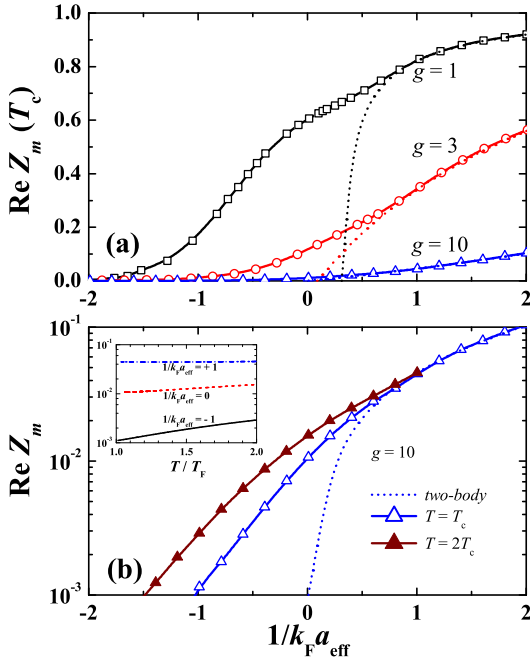 1.0
0.8
0.6
0.4
0.2
0.0
Re Z_m (T_c)
g = 1
g = 3
g = 10
(a)
-2 -1 0 1 2
10^-1
10^-2
10^-3
Re Z_m
10^-1
10^-2
10^-3
1/k_F a_eff = + 1
1/k_F a_eff = 0
1/k_F a_eff = - 1
1.0 1.5 2.0
T / T_F
g = 10
two-body
T = T_c
T = 2T_c
(b)
-2 -1 0 1 2
1/k_F a_eff